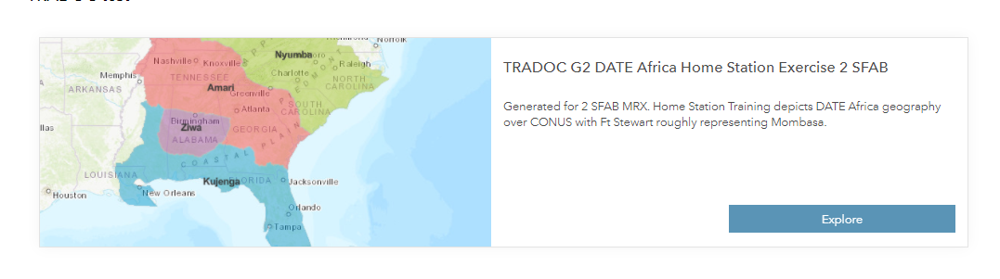 Norfolk
Nyumba
Raleigh
Nashville
Knoxville
Memphis
TENNESSEE
Charlotte
NORTH
CAROLINA
ARKANSAS
Amari
Greenville
SOUTH
CAROLINA
Atlanta
Birmingham
Ziwa
GEORGIA
ALABAMA
COASTAL PLAIN
LOUISIANA
Kujenga
Jacksonville
New Orleans
Houston
Orlando
Tampa
TRADOC G2 DATE Africa Home Station Exercise 2 SFAB
Generated for 2 SFAB MRX. Home Station Training depicts DATE Africa geography
over CONUS with Ft Stewart roughly representing Mombasa.
Explore